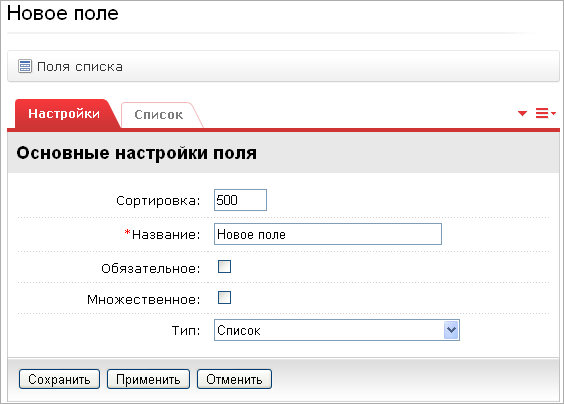 Новое поле
Поля списка
Настройки Список
Основные настройки поля
Сортировка: 500
*Название: Новое поле
Обязательное:
Множественное:
Тип: Список
Сохранить Применить Отменить